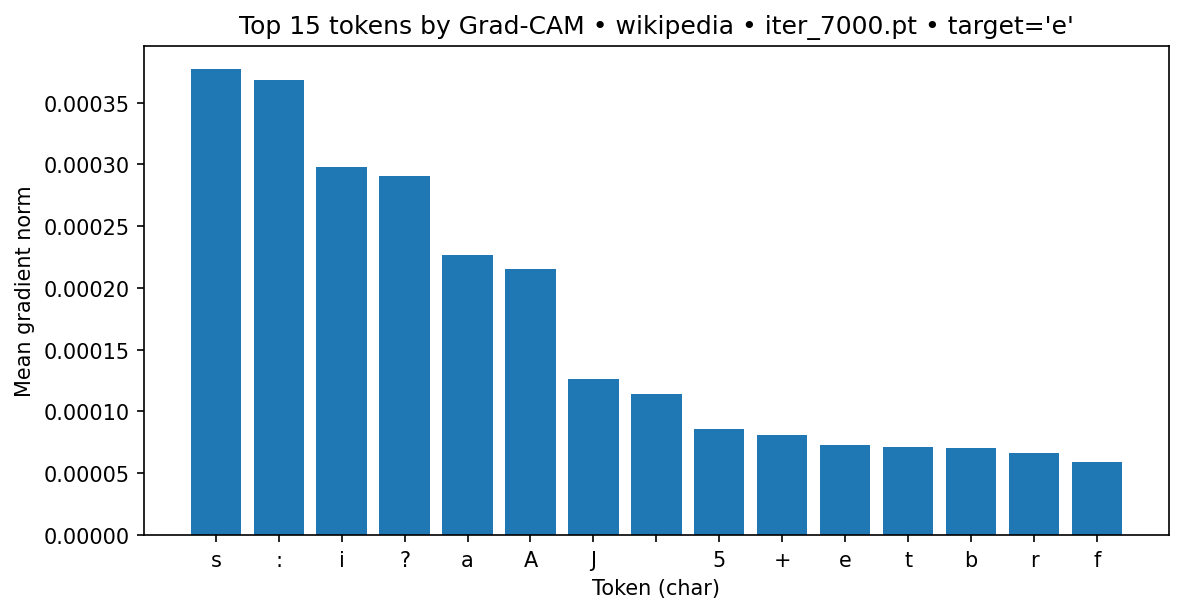 Top 15 tokens by Grad-CAM • wikipedia • iter_7000.pt • target='e'
Mean gradient norm
0.00035
0.00030
0.00025
0.00020
0.00015
0.00010
0.00005
0.00000
s : i ? a A J 5 + e t b r f
Token (char)